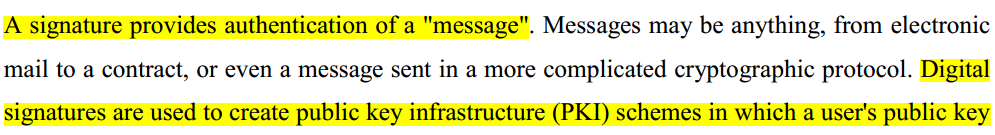 A signature provides authentication of a "message". Messages may be anything, from electronic
mail to a contract, or even a message sent in a more complicated cryptographic protocol. Digital
signatures are used to create public key infrastructure (PKI) schemes in which a user's public key